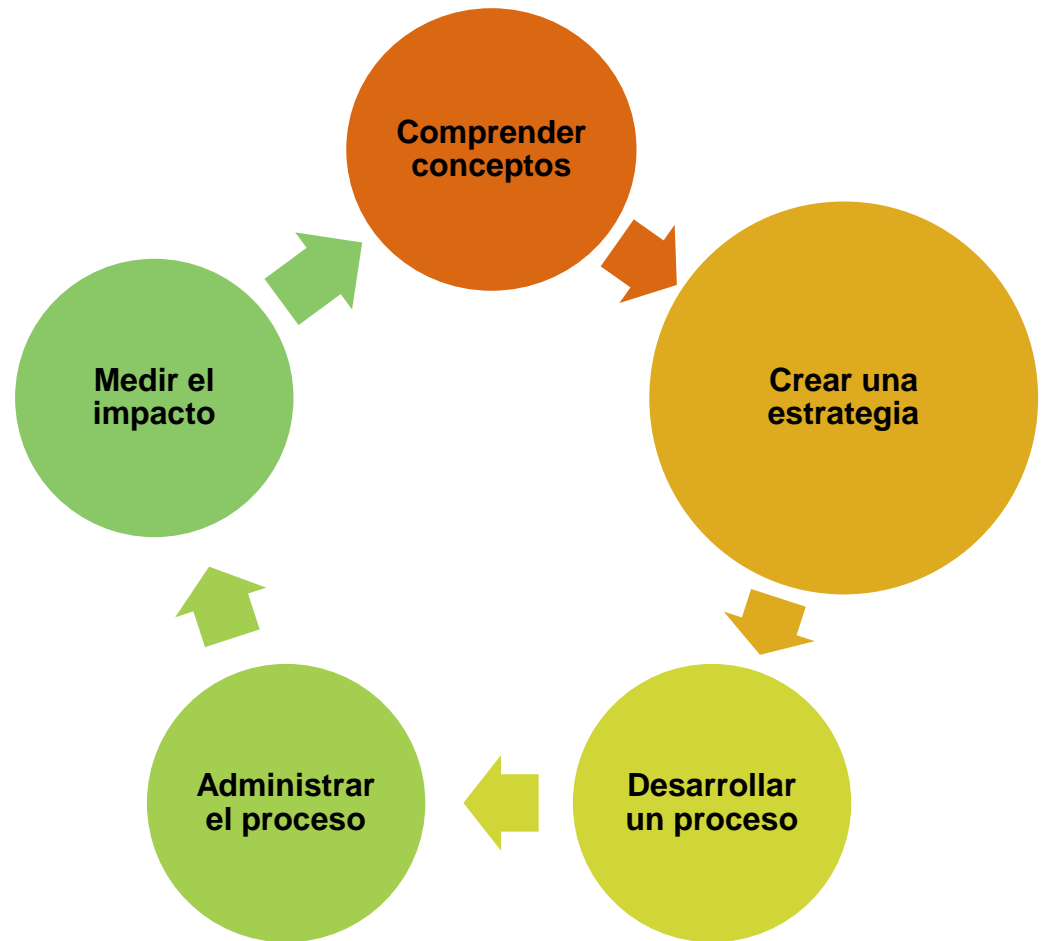 Comprender
conceptos
Crear una
estrategia
Desarrollar
un proceso
Administrar
el proceso
Medir el
impacto